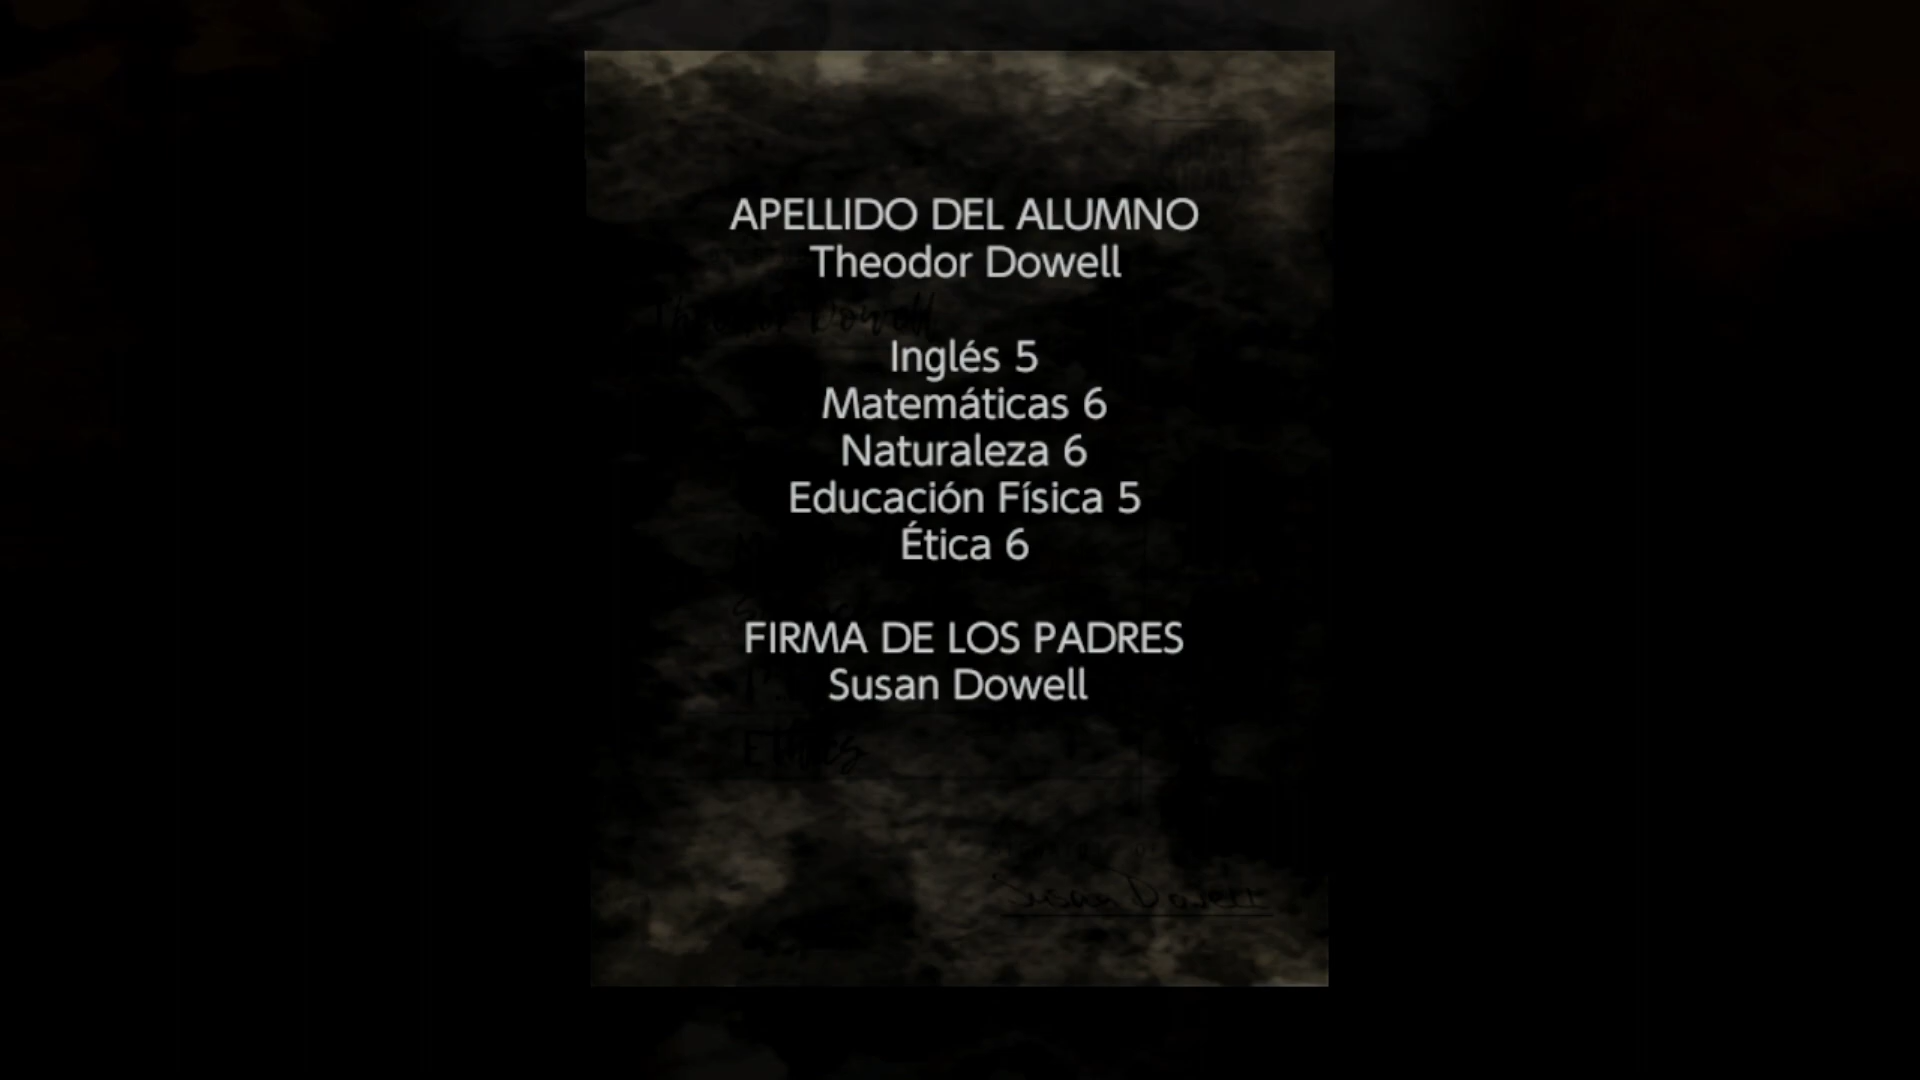 APELLIDO DEL ALUMNO
Theodor Dowell
Inglés 5
Matemáticas 6
Naturaleza 6
Educación Física 5
Ética 6
FIRMA DE LOS PADRES
Susan Dowell
Ethics